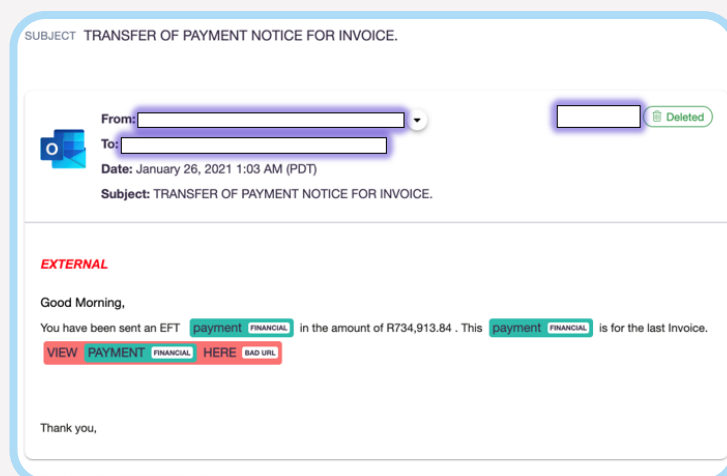 SUBJECT TRANSFER OF PAYMENT NOTICE FOR INVOICE.
From:
Deleted
To:
Date: January 26, 2021 1:03 AM (PDT)
Subject: TRANSFER OF PAYMENT NOTICE FOR INVOICE.
EXTERNAL
Good Morning,
You have been sent an EFT payment FINANCIAL in the amount of R734,913.84 . This payment FINANCIAL is for the last Invoice.
VIEW PAYMENT FINANCIAL HERE BAD URL
Thank you,